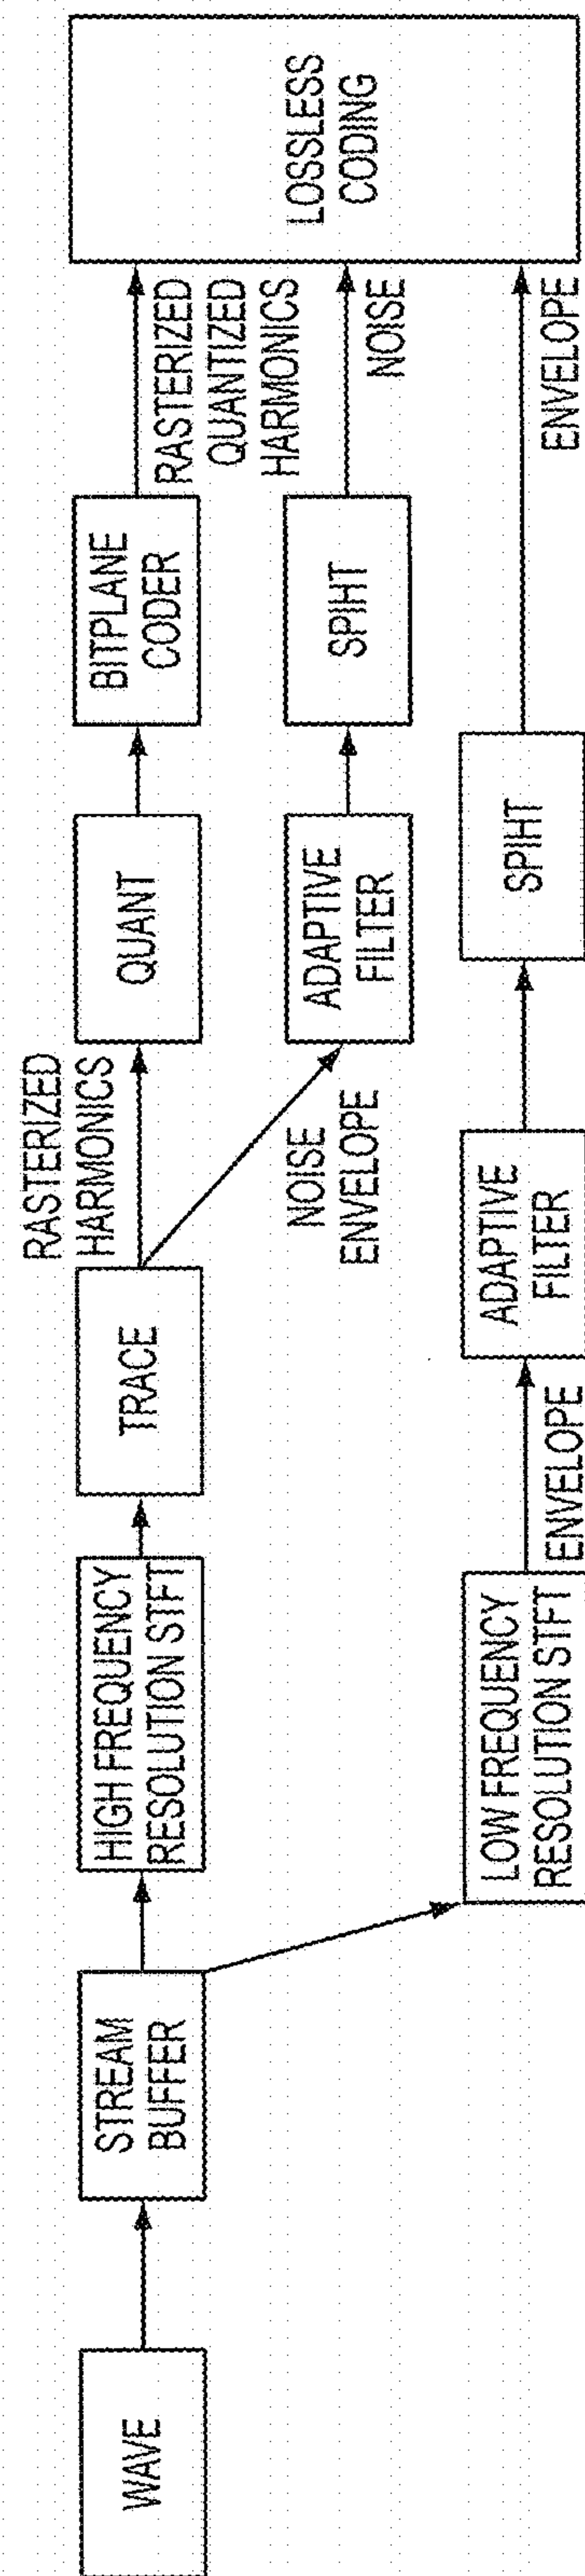 WAVE
STREAM
BUFFER
HIGH FREQUENCY
RESOLUTION STFT
TRACE
RASTERIZED
HARMONICS
QUANT
BITPLANE
CODER
RASTERIZED
QUANTIZED
HARMONICS
NOISE
ENVELOPE
ADAPTIVE
FILTER
SPIHT
NOISE
LOW FREQUENCY
RESOLUTION STFT
ENVELOPE
ADAPTIVE
FILTER
SPIHT
ENVELOPE
LOSSLESS
CODING